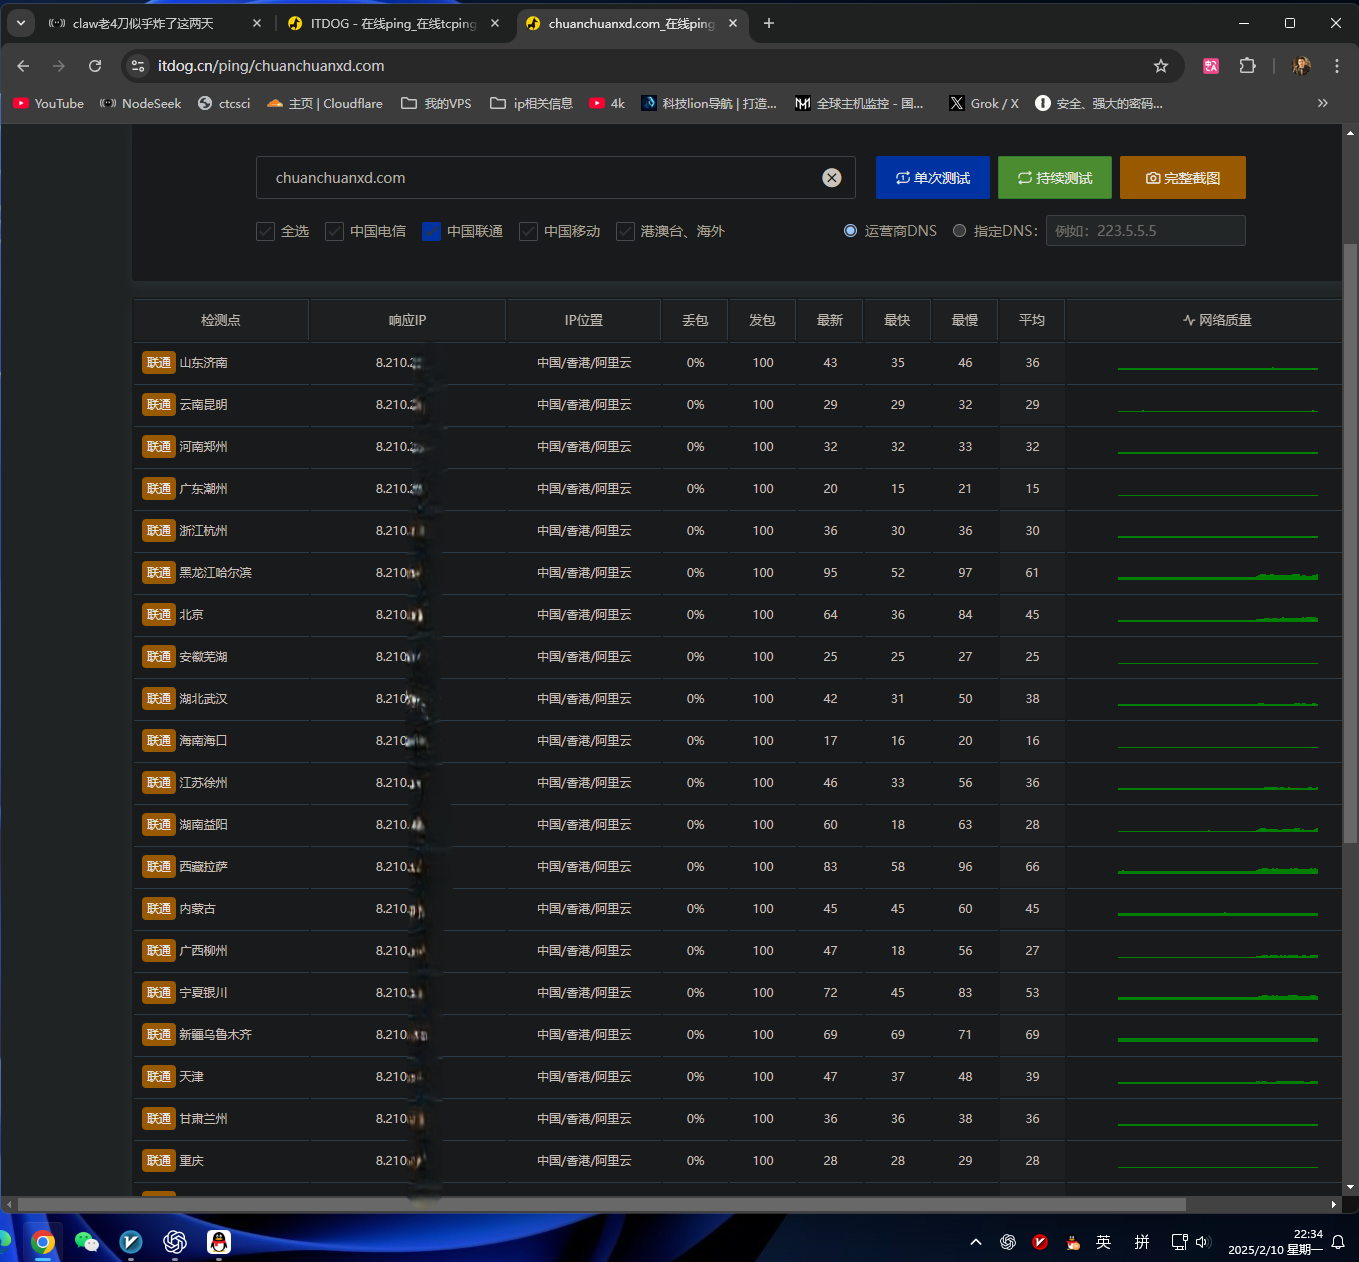 claw老4刀似乎炸了这两天
ITDOG - 在线ping_在线tcping
chuanchuanxd.com_在线ping
itdog.cn/ping/chuanchuanxd.com
YouTube
NodeSeek
ctcsci
主页 | Cloudflare
我的VPS
ip相关信息
4k
科技lion导航 | 打造...
全球主机监控 - 国...
Grok / X
安全、强大的密码...
chuanchuanxd.com
单次测试
持续测试
完整截图
全选 中国电信 中国联通 中国移动 港澳台、海外
运营商DNS 指定DNS: 例如：223.5.5.5
检测点 响应IP IP位置 丢包 发包 最新 最快 最慢 平均 网络质量
联通 山东济南 8.210. 中国/香港/阿里云 0% 100 43 35 46 36
联通 云南昆明 8.210. 中国/香港/阿里云 0% 100 29 29 32 29
联通 河南郑州 8.210. 中国/香港/阿里云 0% 100 32 32 33 32
联通 广东潮州 8.210. 中国/香港/阿里云 0% 100 20 15 21 15
联通 浙江杭州 8.210. 中国/香港/阿里云 0% 100 36 30 36 30
联通 黑龙江哈尔滨 8.210 中国/香港/阿里云 0% 100 95 52 97 61
联通 北京 8.210 中国/香港/阿里云 0% 100 64 36 84 45
联通 安徽芜湖 8.210 中国/香港/阿里云 0% 100 25 25 27 25
联通 湖北武汉 8.210 中国/香港/阿里云 0% 100 42 31 50 38
联通 海南海口 8.210 中国/香港/阿里云 0% 100 17 16 20 16
联通 江苏徐州 8.210. 中国/香港/阿里云 0% 100 46 33 56 36
联通 湖南益阳 8.210. 中国/香港/阿里云 0% 100 60 18 63 28
联通 西藏拉萨 8.210. 中国/香港/阿里云 0% 100 83 58 96 66
联通 内蒙古 8.210. 中国/香港/阿里云 0% 100 45 45 60 45
联通 广西柳州 8.210. 中国/香港/阿里云 0% 100 47 18 56 27
联通 宁夏银川 8.210. 中国/香港/阿里云 0% 100 72 45 83 53
联通 新疆乌鲁木齐 8.210. 中国/香港/阿里云 0% 100 69 69 71 69
联通 天津 8.210 中国/香港/阿里云 0% 100 47 37 48 39
联通 甘肃兰州 8.210 中国/香港/阿里云 0% 100 36 36 38 36
联通 重庆 8.210 中国/香港/阿里云 0% 100 28 28 29 28
英 拼
22:34
2025/2/10 星期一